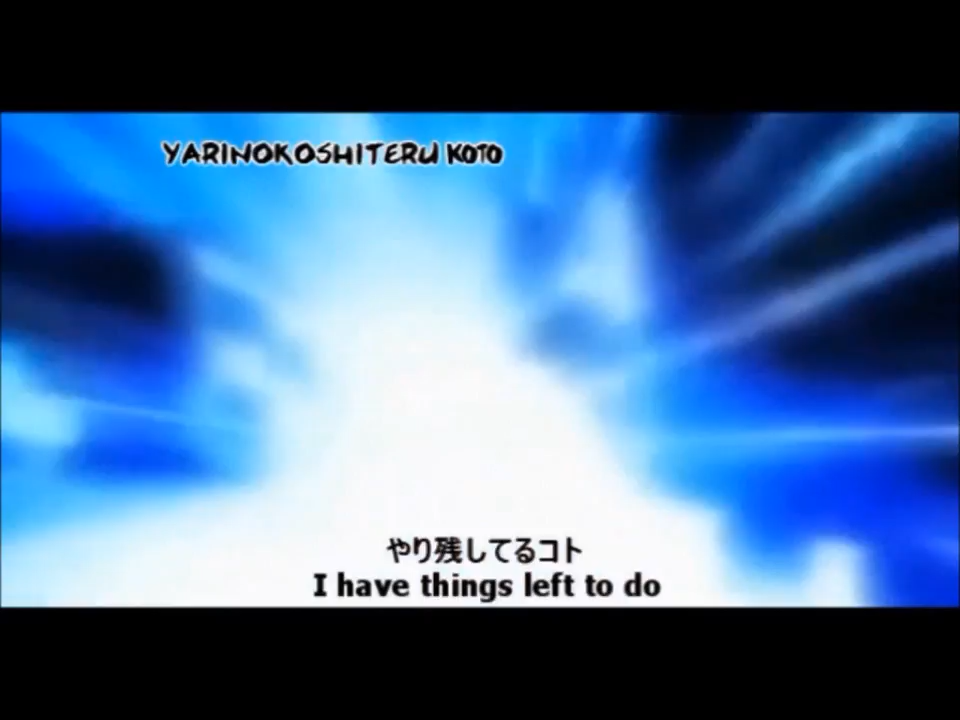 YARINOKOSHITERU KOTO
やり残してるコト
I have things left to do